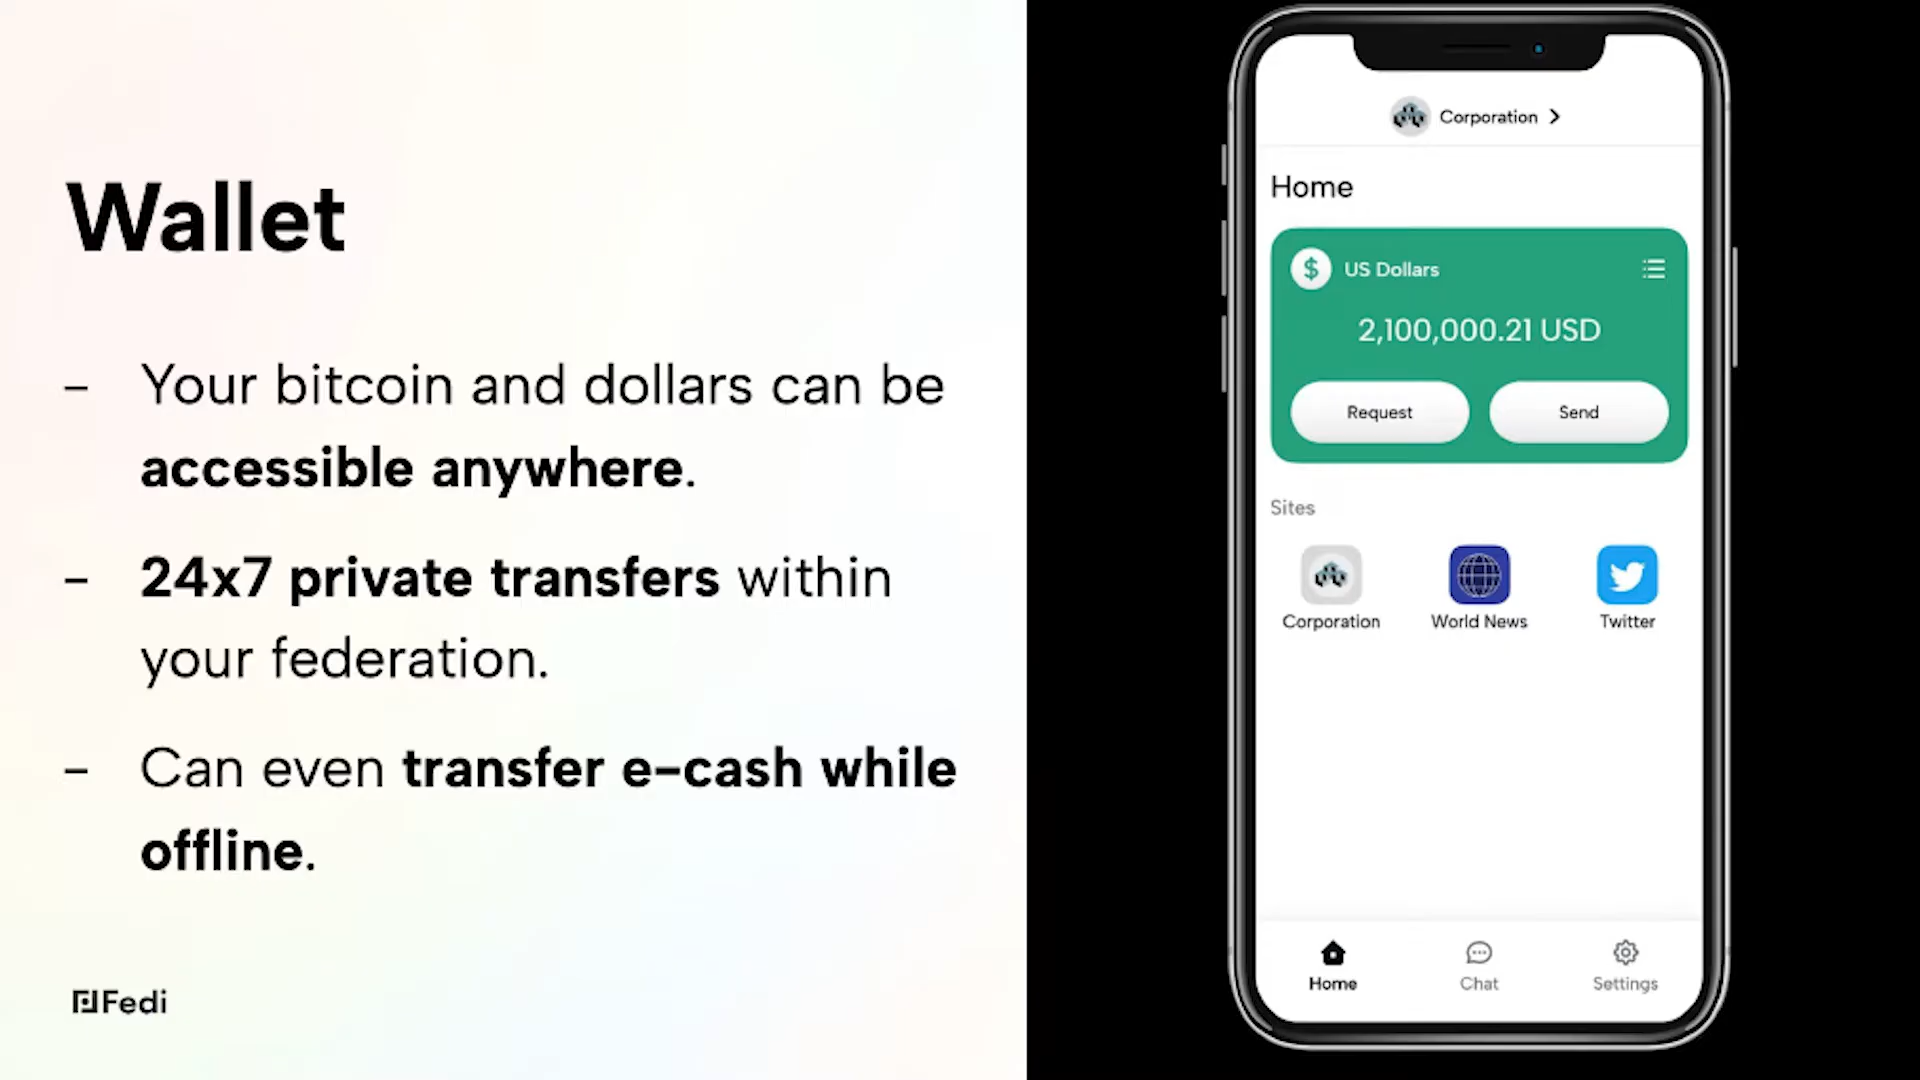 Wallet
– Your bitcoin and dollars can be
accessible anywhere.
– 24x7 private transfers within
your federation.
– Can even transfer e-cash while
offline.
Fedi
Corporation >
Home
$ US Dollars
2,100,000.21 USD
Request Send
Sites
Corporation World News Twitter
Home Chat Settings